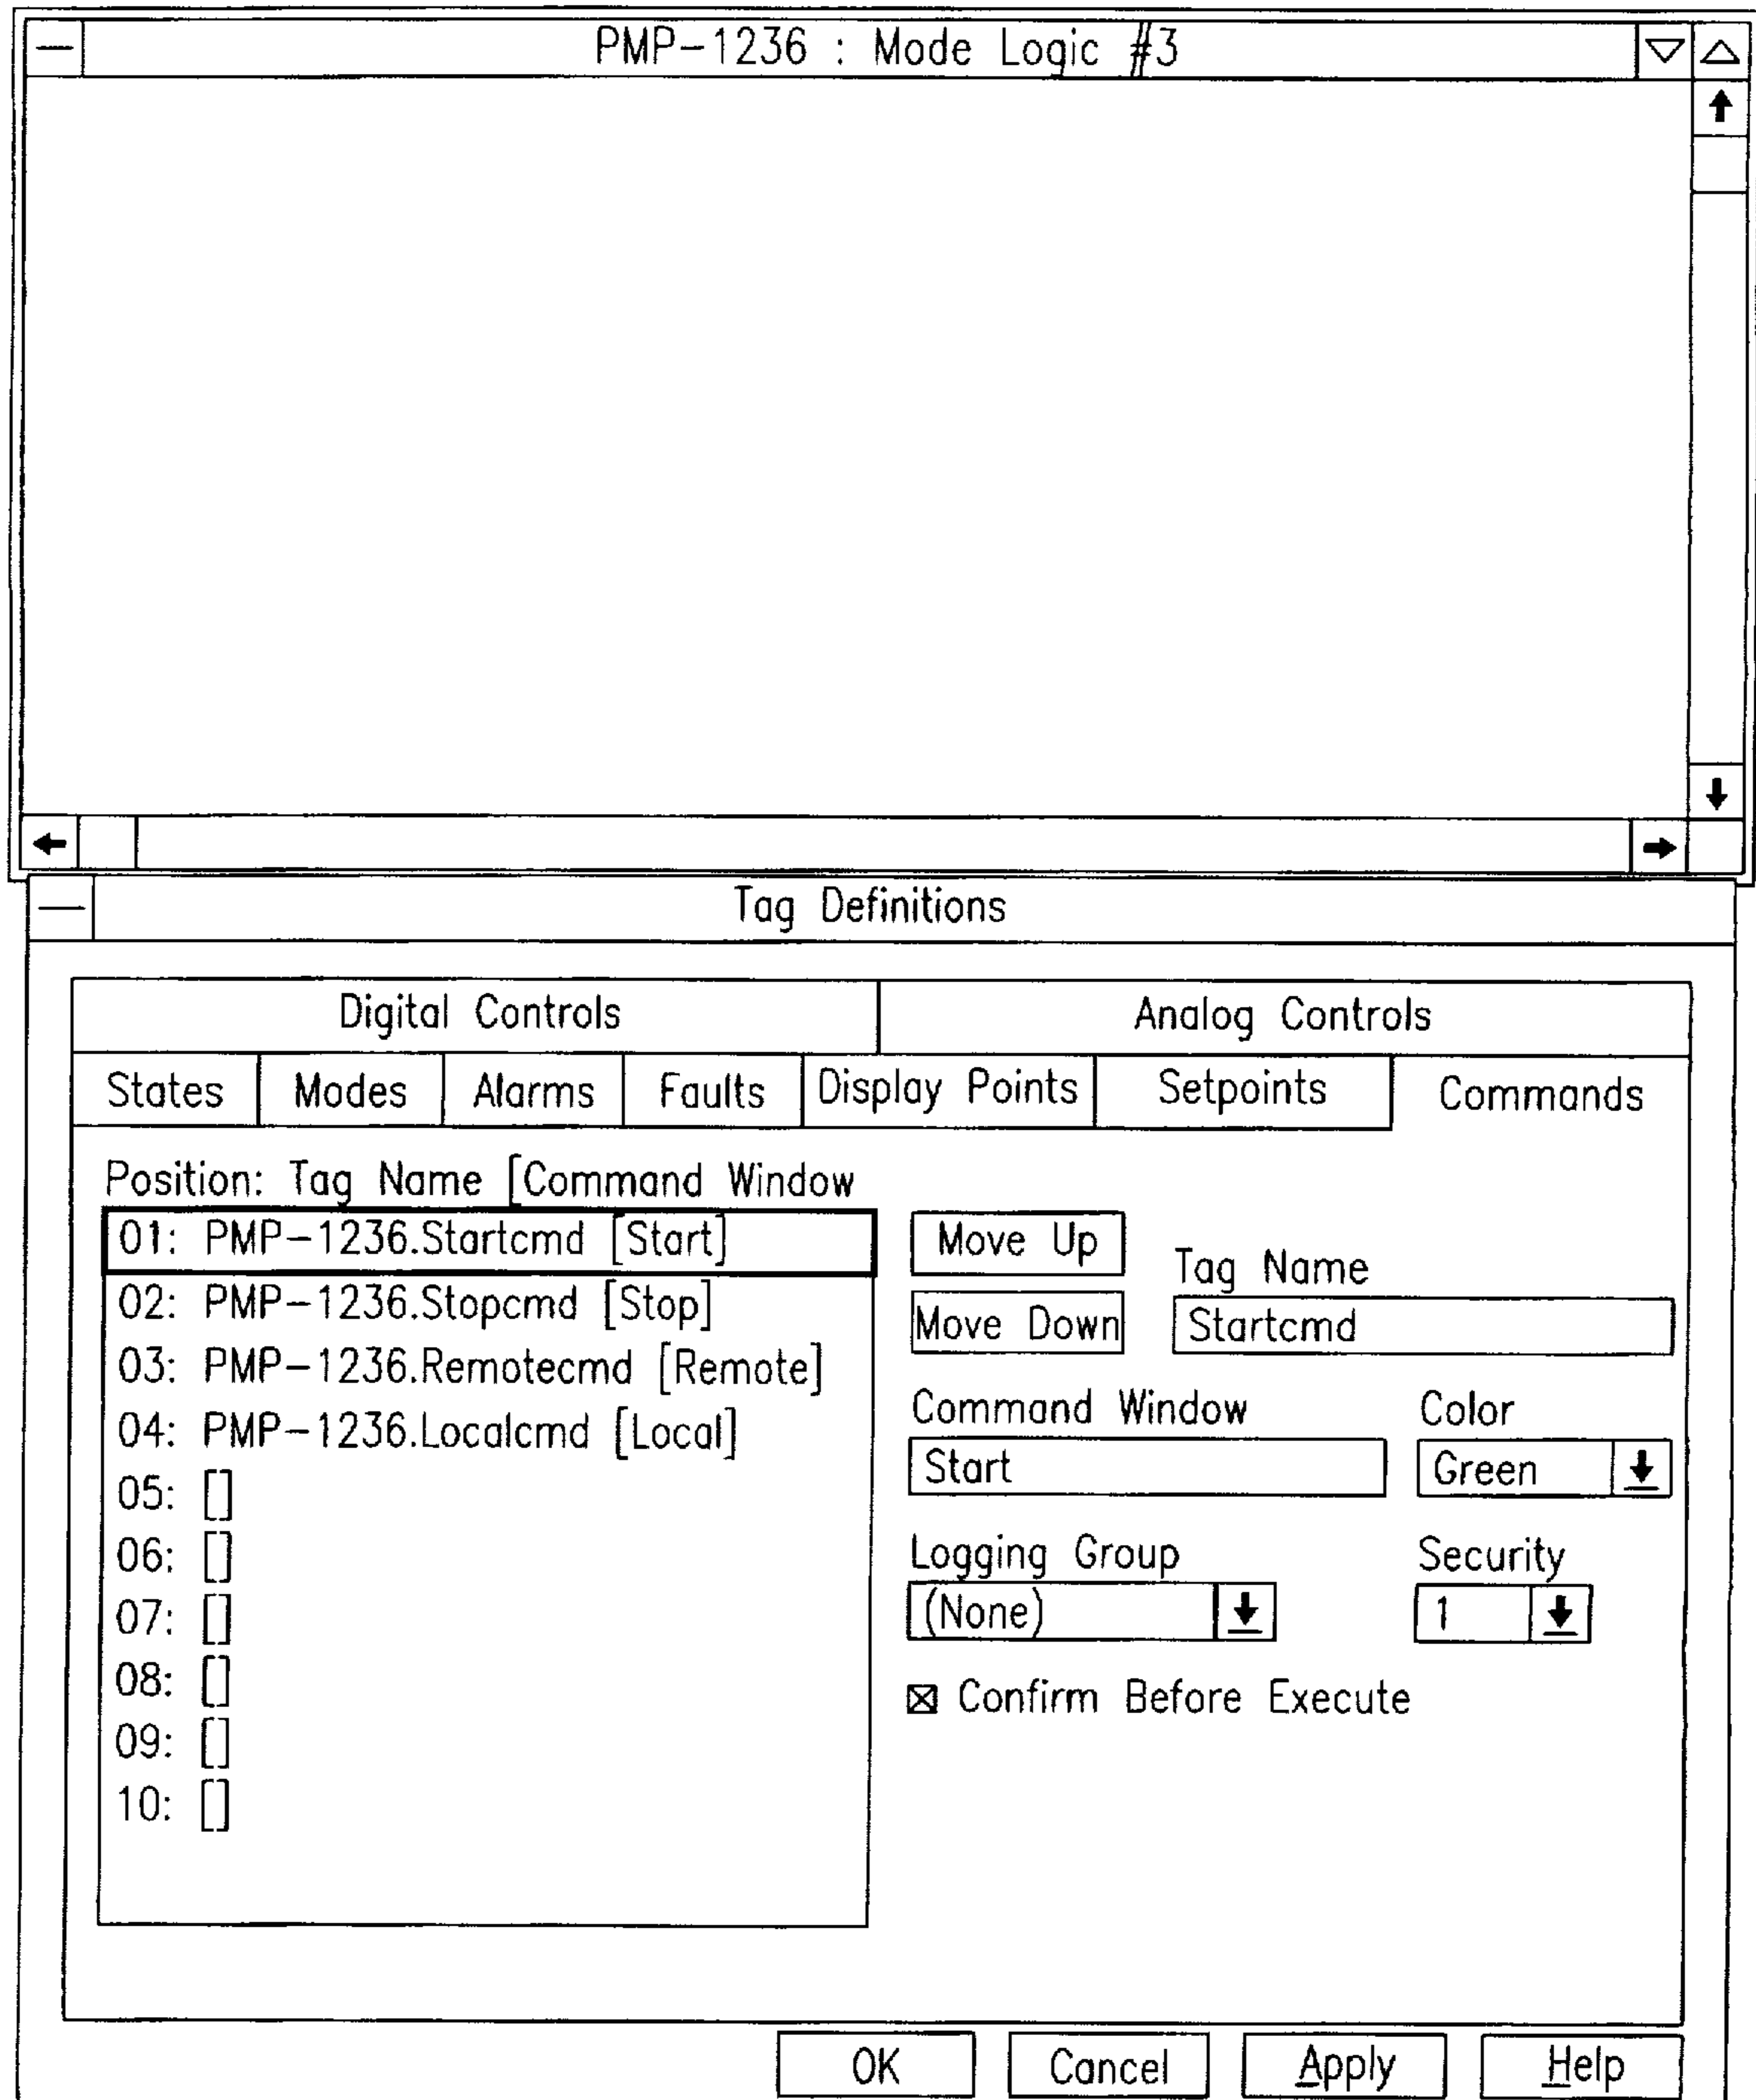 PMP-1236 : Mode Logic #3
Tag Definitions
Digital Controls Analog Controls
States Modes Alarms Faults Display Points Setpoints Commands
Position: Tag Name [Command Window
01: PMP-1236.Startcmd [Start]
02: PMP-1236.Stopcmd [Stop]
03: PMP-1236.Remotecmd [Remote]
04: PMP-1236.Localcmd [Local]
05: []
06: []
07: []
08: []
09: []
10: []
Move Up
Move Down
Tag Name
Startcmd
Command Window Color
Start Green
Logging Group Security
(None) 1
Confirm Before Execute
OK Cancel Apply Help